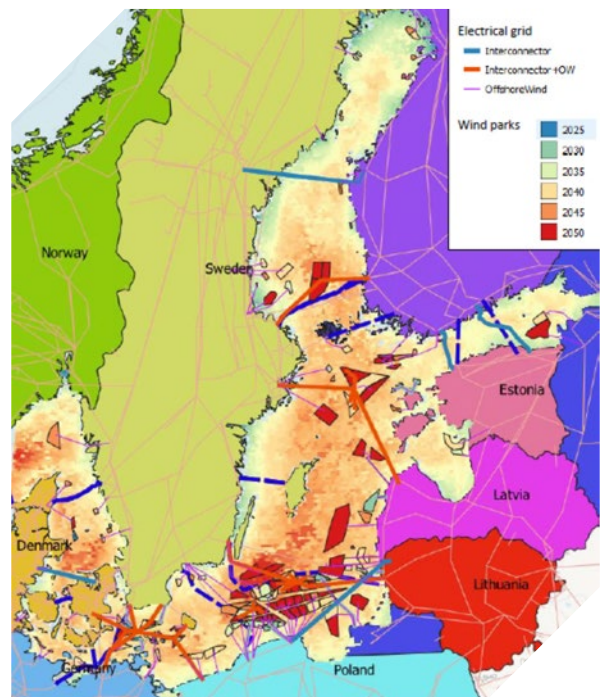 Electrical grid
Interconnector
Interconnector +OW
OffshoreWind
Wind parks
2025
2030
2035
2040
2045
2050
Norway
Sweden
Estonia
Latvia
Denmark
Lithuania
Germany
Poland